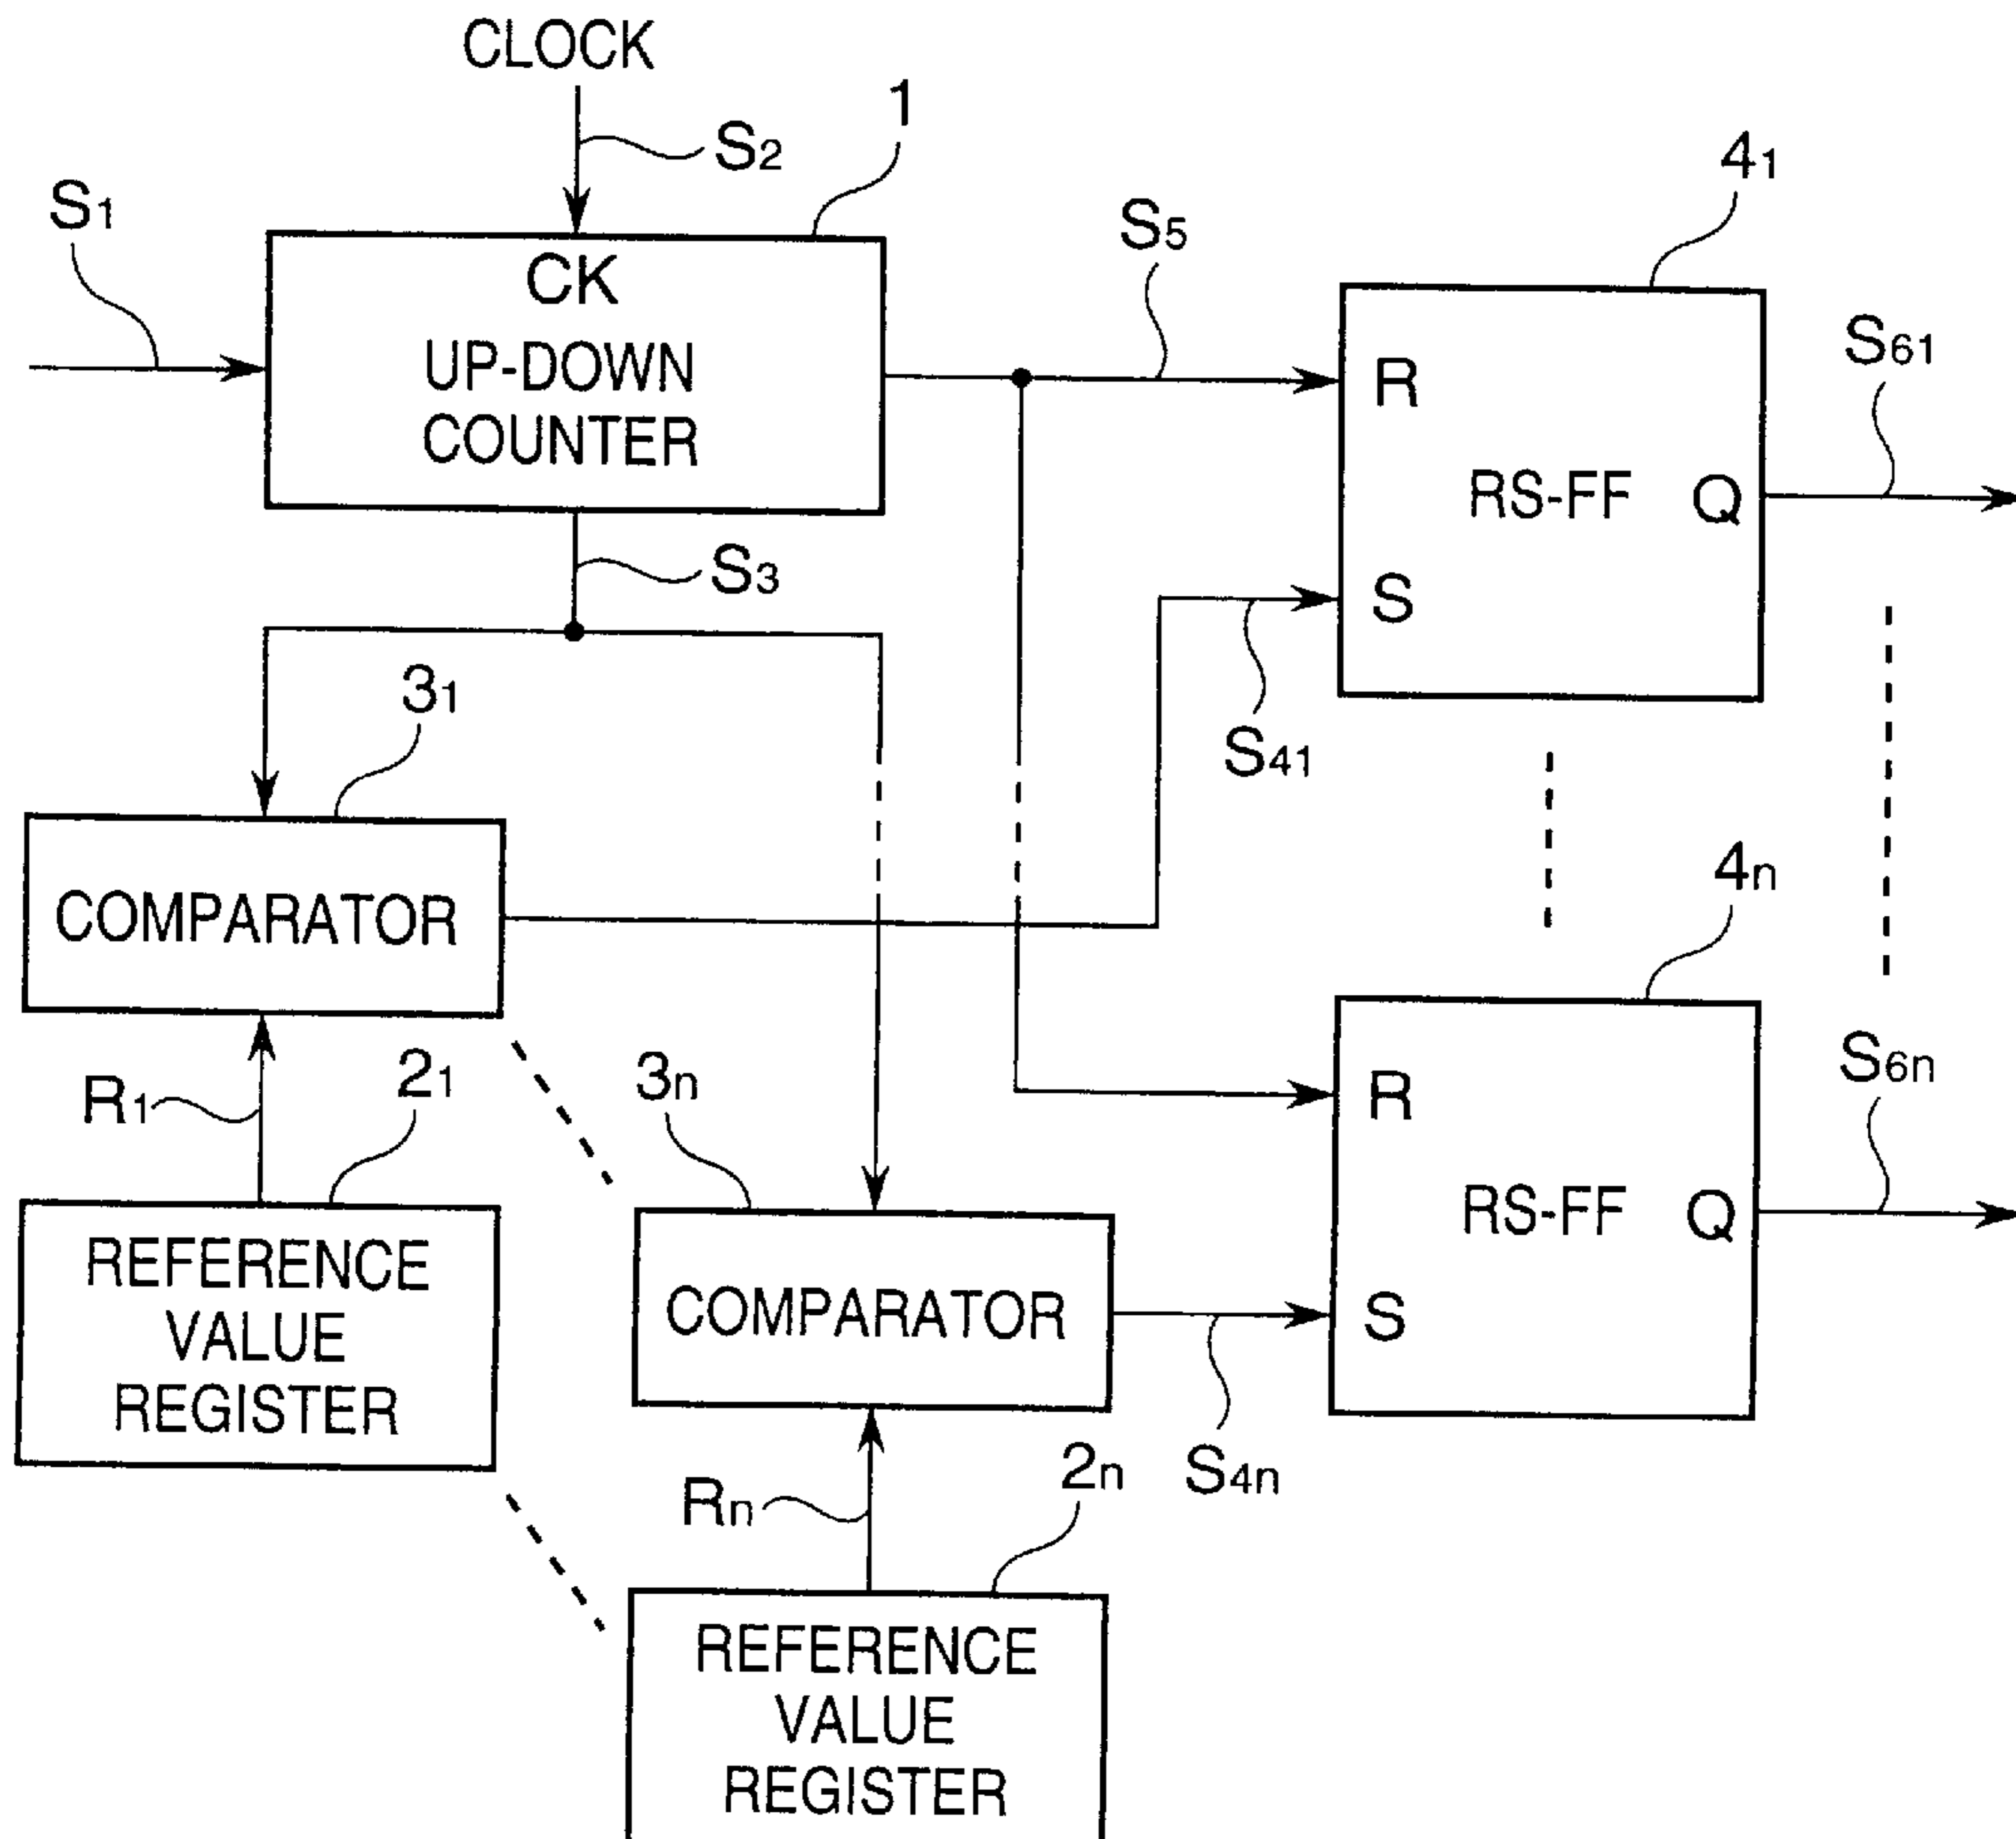 CLOCK
S2
1
S1
CK
UP-DOWN
COUNTER
S5
41
R
RS-FF
Q
S
S61
S3
S41
31
COMPARATOR
R1
21
REFERENCE
VALUE
REGISTER
3n
COMPARATOR
4n
R
RS-FF
Q
S
S6n
S4n
Rn
2n
REFERENCE
VALUE
REGISTER